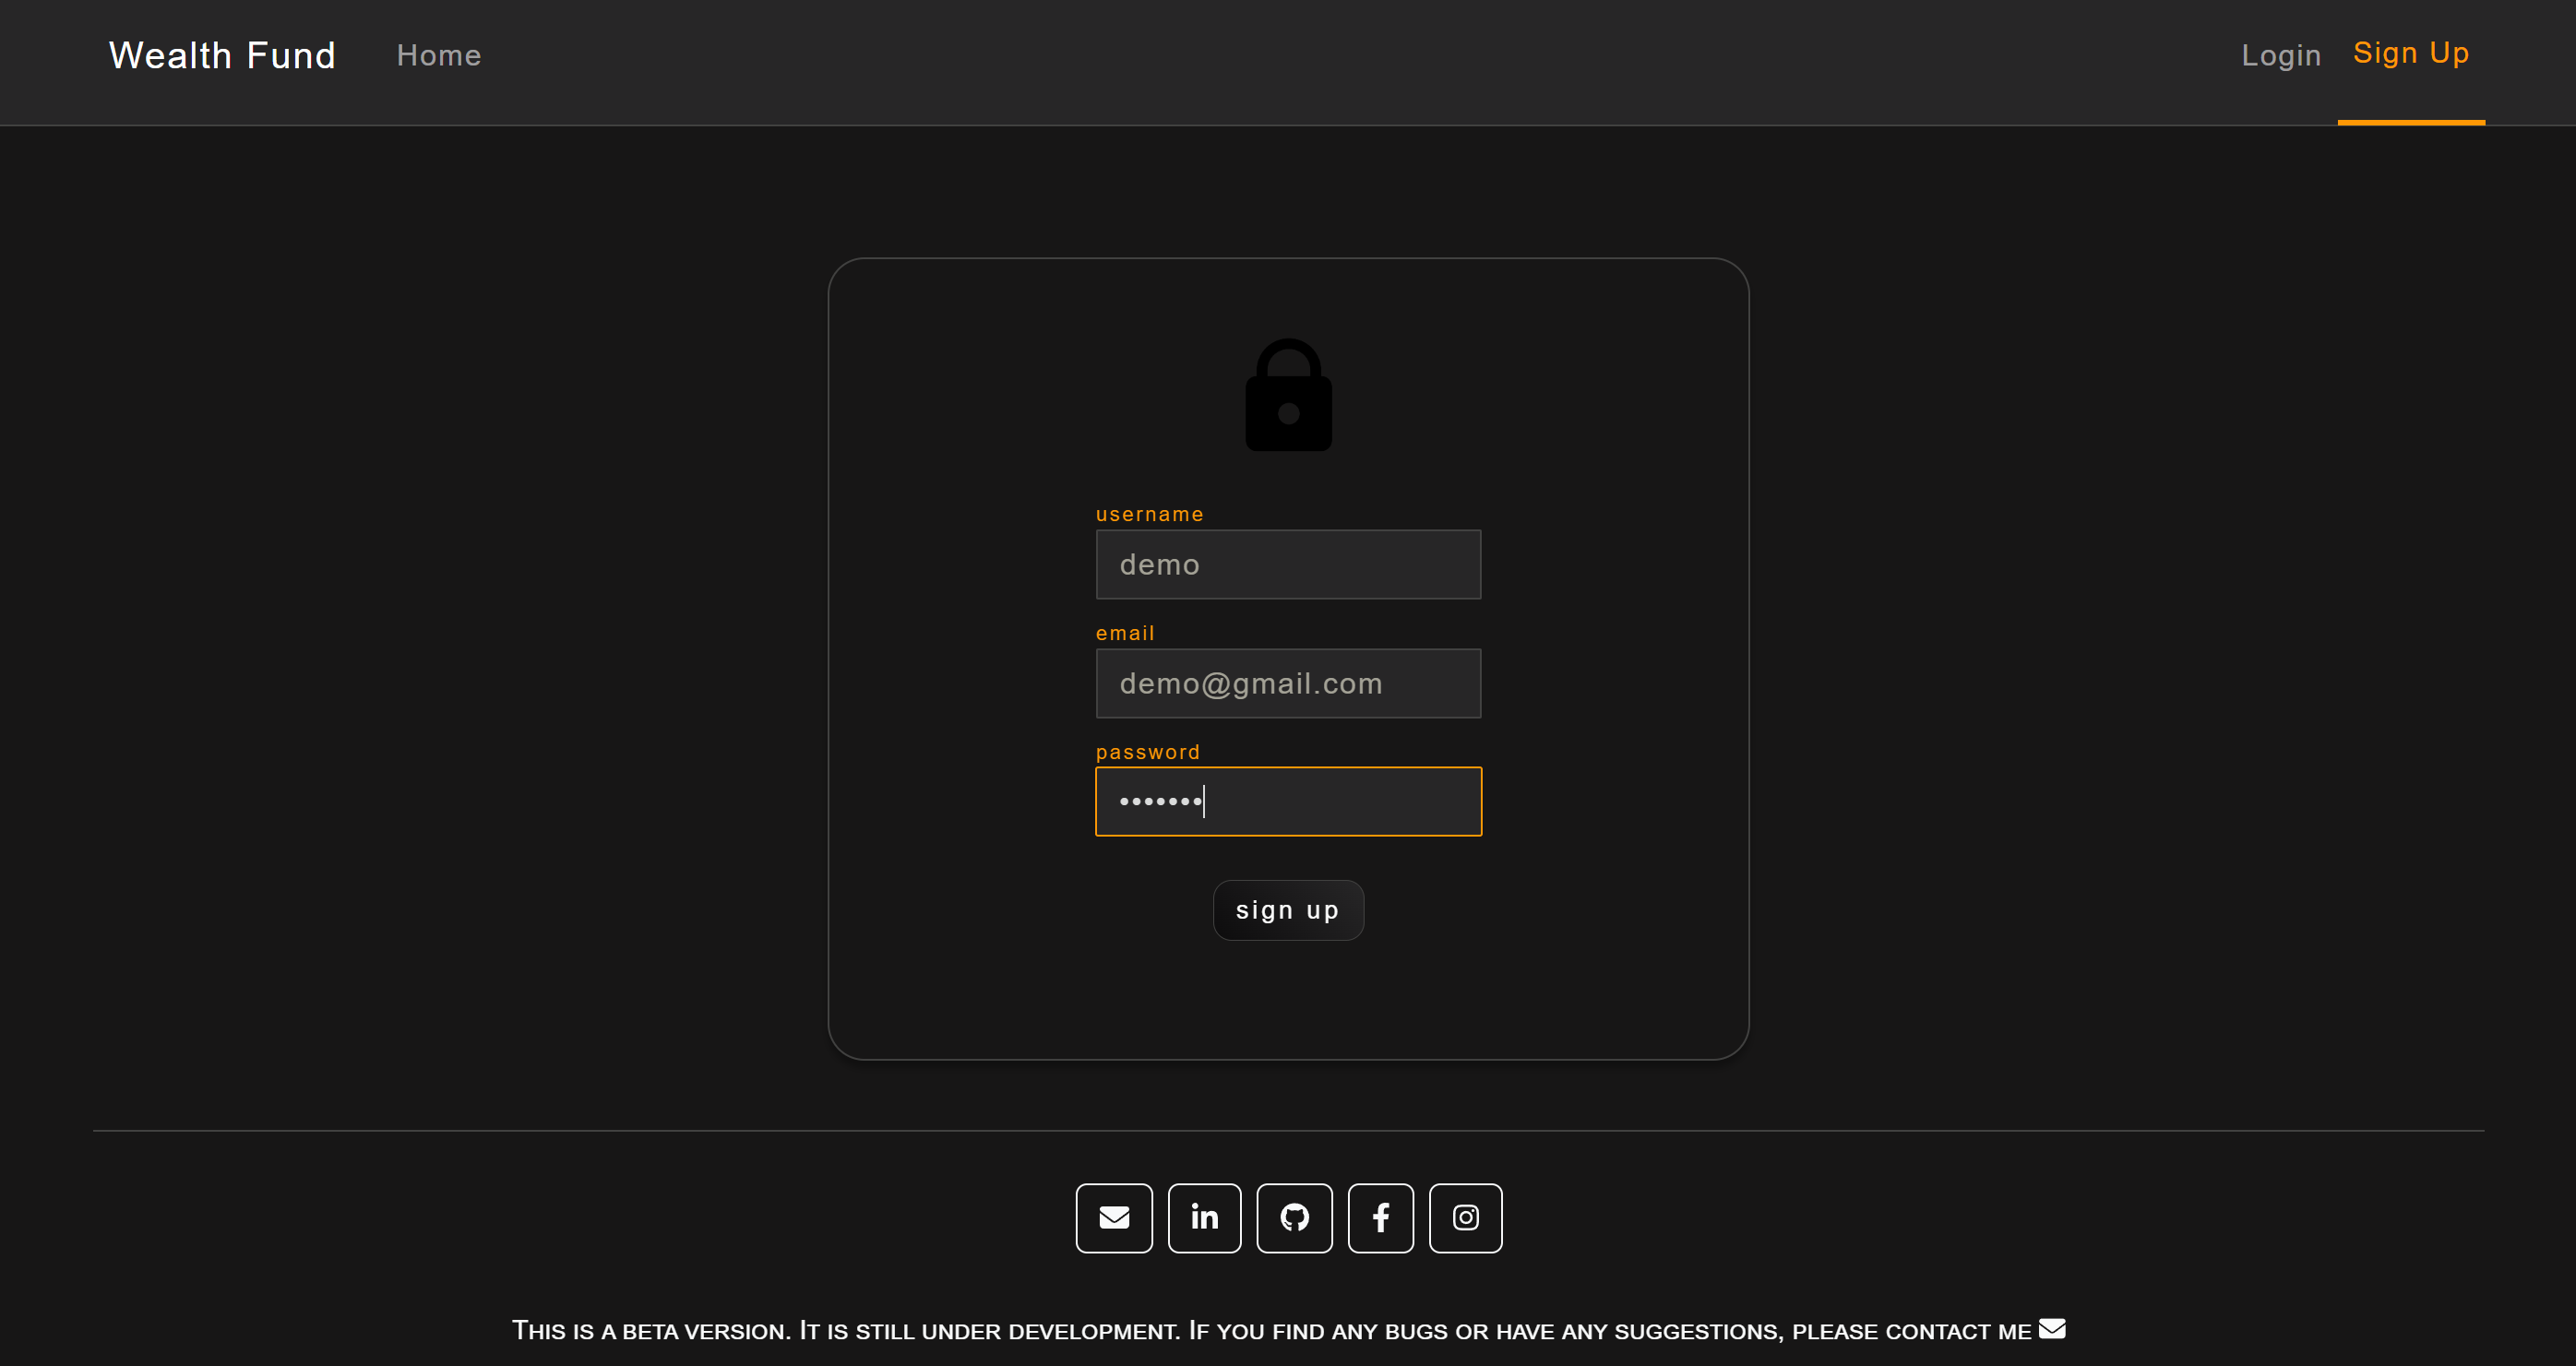 Wealth Fund Home Login Sign Up
username
demo
email
demo@gmail.com
password
•••••••
sign up
This is a beta version. It is still under development. If you find any bugs or have any suggestions, please contact me